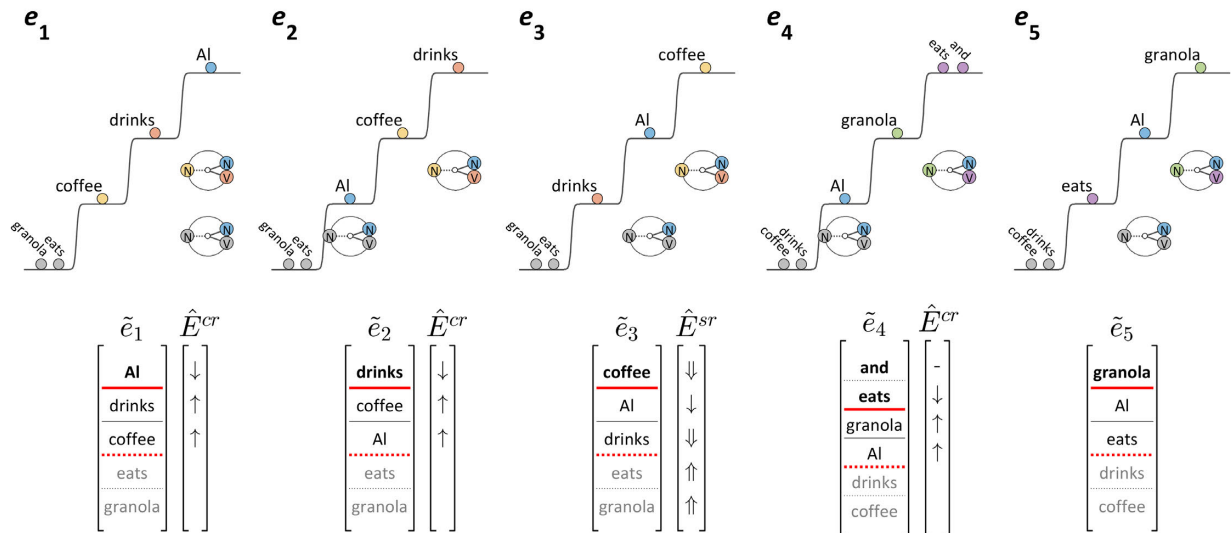 e1 e2 e3 e4 e5
Al
drinks
coffee
granola
eats
N
N
V
N
N
V
drinks
coffee
Al
granola
eats
N
N
V
N
N
V
coffee
Al
drinks
granola
eats
N
N
V
N
N
V
eats
and
granola
Al
coffee
drinks
N
N
V
N
N
V
granola
Al
eats
coffee
drinks
N
N
V
N
N
V
ẽ1 Ê^cr
Al ↓
drinks ↑
coffee ↑
eats
granola
ẽ2 Ê^cr
drinks ↓
coffee ↑
Al ↑
eats
granola
ẽ3 Ê^sr
coffee ⇓
Al ↓
drinks ⇓
eats ⇑
granola ⇑
ẽ4 Ê^cr
and -
eats ↓
granola ↑
Al ↑
drinks
coffee
ẽ5
granola
Al
eats
drinks
coffee